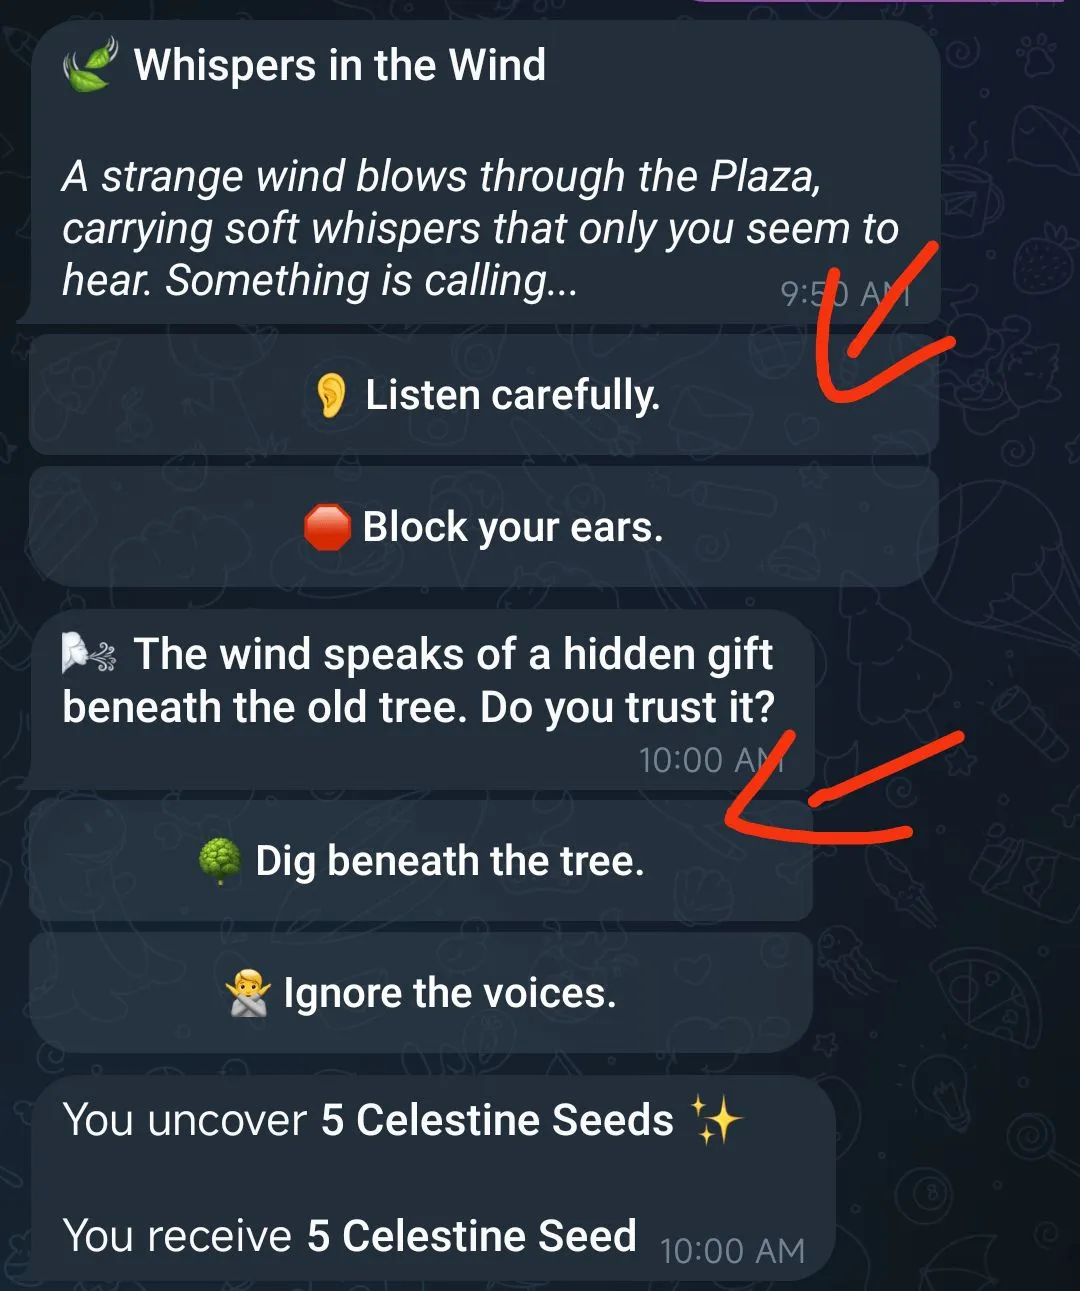 🍃 Whispers in the Wind
A strange wind blows through the Plaza,
carrying soft whispers that only you seem to
hear. Something is calling...
9:50 AM
👂 Listen carefully.
🛑 Block your ears.
🌬️ The wind speaks of a hidden gift
beneath the old tree. Do you trust it?
10:00 AM
🌳 Dig beneath the tree.
🙅 Ignore the voices.
You uncover 5 Celestine Seeds ✨
You receive 5 Celestine Seed
10:00 AM